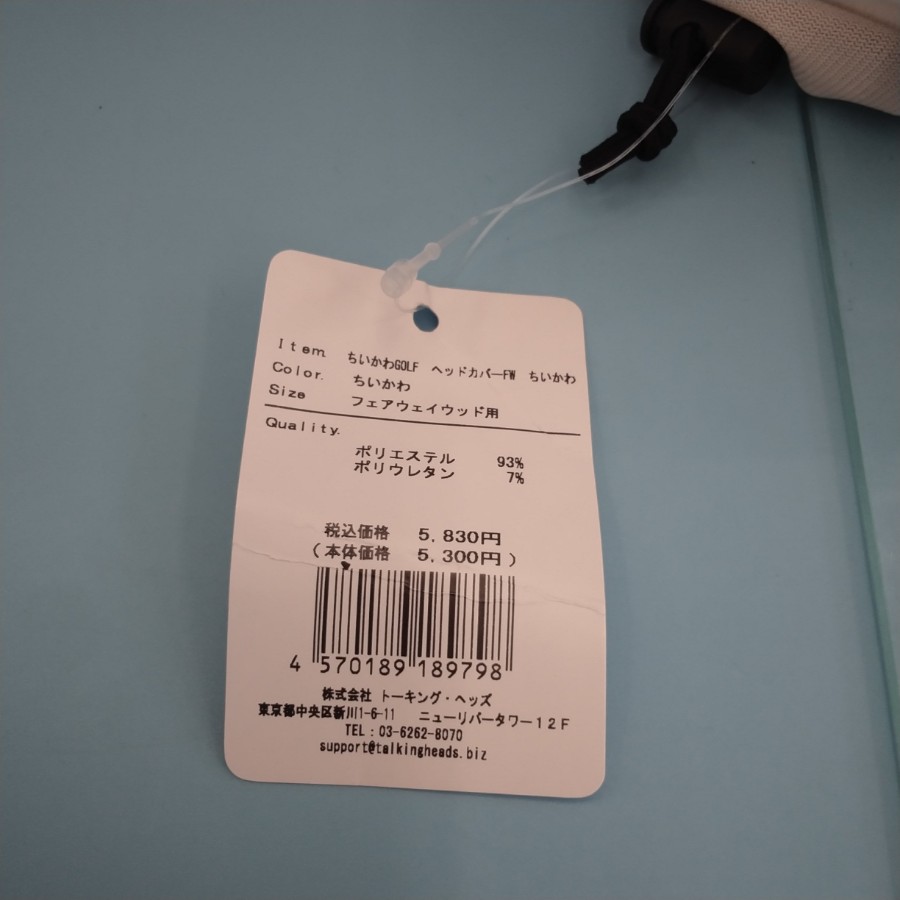 Item. ちいかわGOLF ヘッドカバーFW ちいかわ
Color. ちいかわ
Size フェアウェイウッド用
Quality.
ポリエステル 93%
ポリウレタン 7%
税込価格 5,830円
(本体価格 5,300円)
4 570189 189798
株式会社 トーキング・ヘッズ
東京都中央区新川1-6-11 ニューリバータワー12F
TEL:03-6262-8070
support@talkingheads.biz